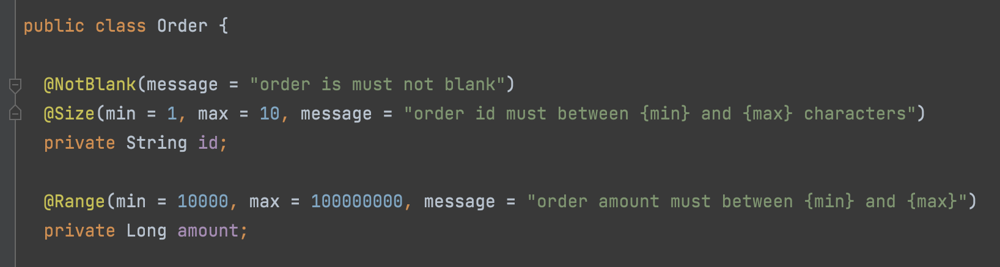 public class Order {
@NotBlank(message = "order is must not blank")
@Size(min = 1, max = 10, message = "order id must between {min} and {max} characters")
private String id;
@Range(min = 10000, max = 100000000, message = "order amount must between {min} and {max}")
private Long amount;